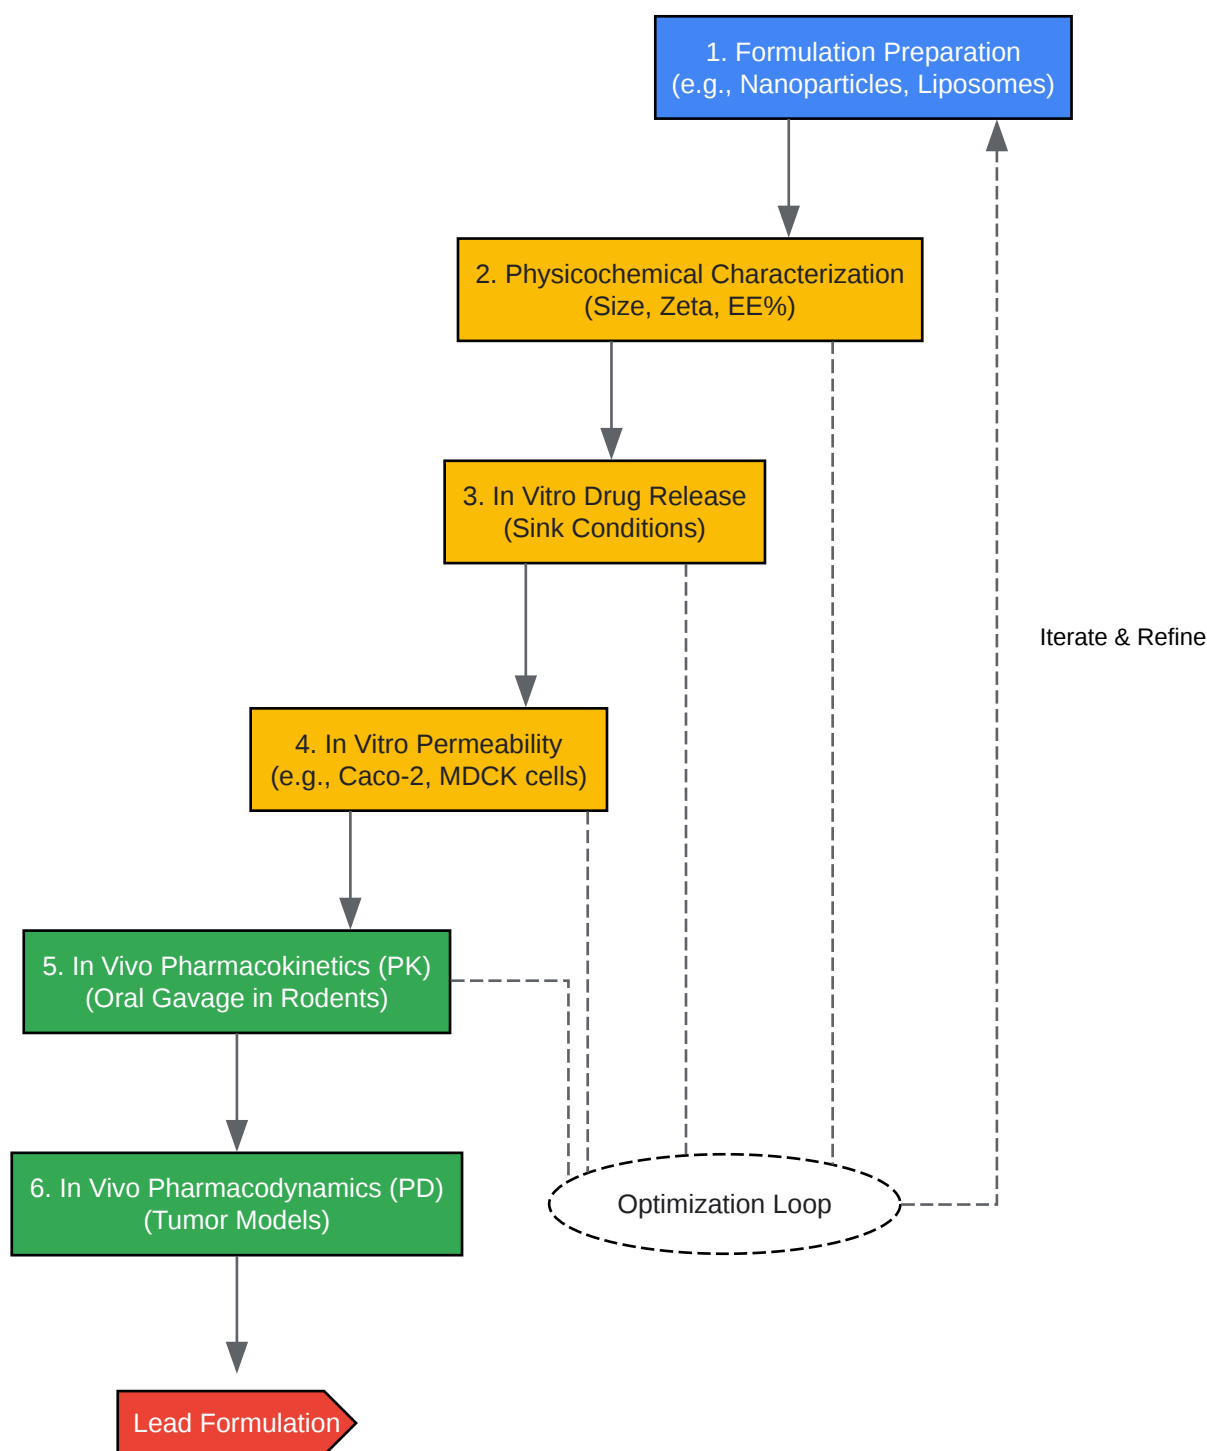 1. Formulation Preparation
(e.g., Nanoparticles, Liposomes)
2. Physicochemical Characterization
(Size, Zeta, EE%)
3. In Vitro Drug Release
(Sink Conditions)
Iterate & Refine
4. In Vitro Permeability
(e.g., Caco-2, MDCK cells)
5. In Vivo Pharmacokinetics (PK)
(Oral Gavage in Rodents)
6. In Vivo Pharmacodynamics (PD)
(Tumor Models)
Optimization Loop
Lead Formulation